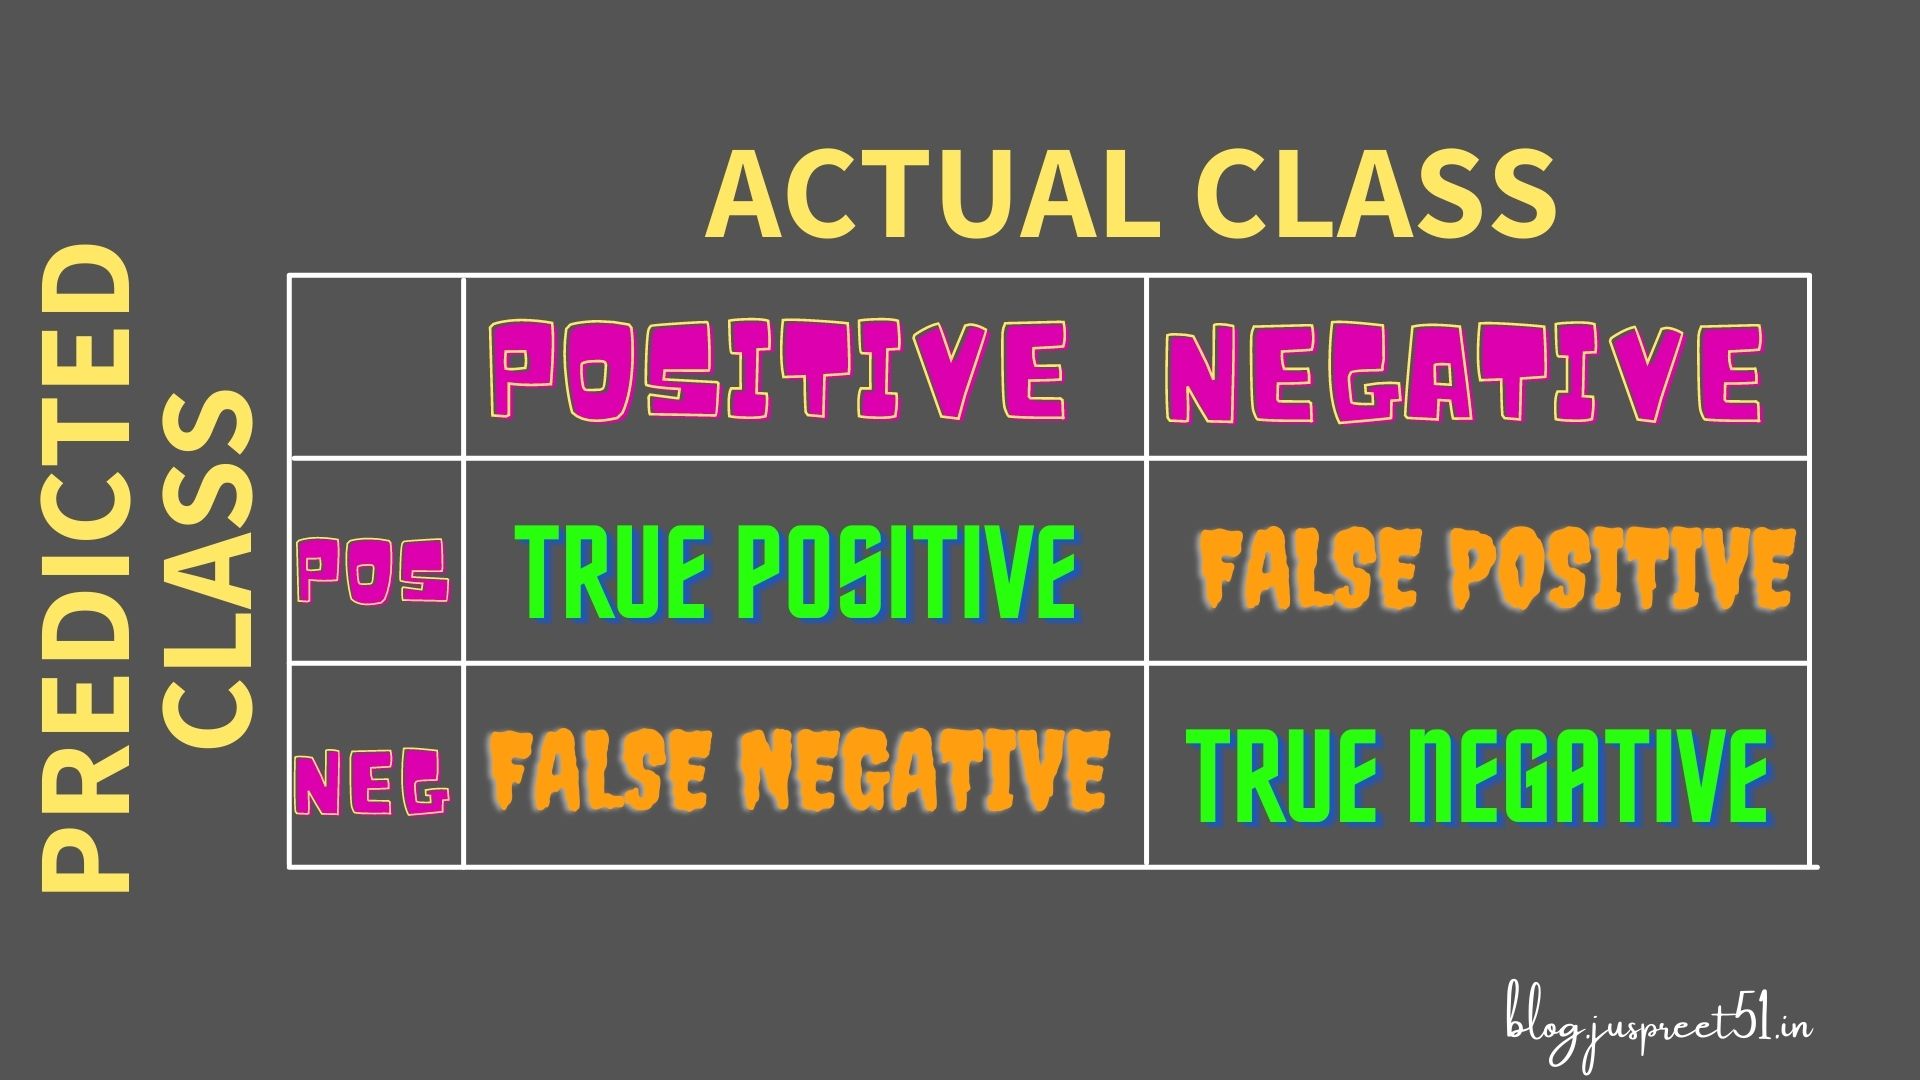 ACTUAL CLASS
PREDICTED
CLASS
POSITIVE NEGATIVE
POS TRUE POSITIVE FALSE POSITIVE
NEG FALSE NEGATIVE TRUE NEGATIVE
blog.juspreet51.in